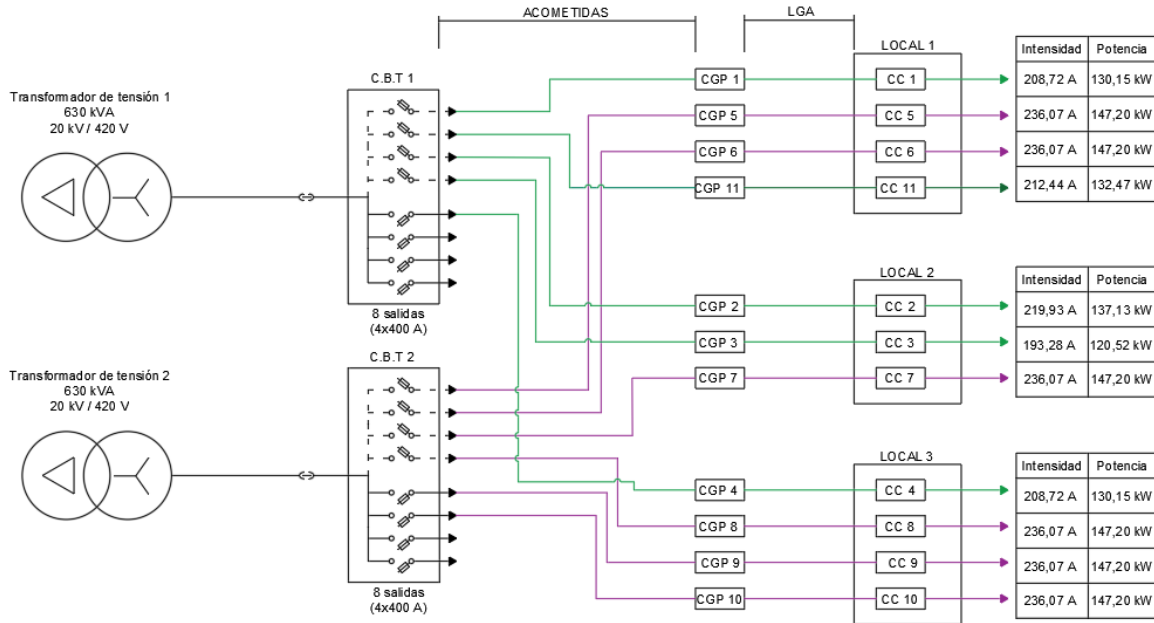 ACOMETIDAS
LGA
Transformador de tensión 1
630 kVA
20 kV / 420 V
C.B.T 1
8 salidas
(4x400 A)
Transformador de tensión 2
630 kVA
20 kV / 420 V
C.B.T 2
8 salidas
(4x400 A)
CGP 1
CGP 5
CGP 6
CGP 11
LOCAL 1
CC 1
CC 5
CC 6
CC 11
Intensidad Potencia
208,72 A 130,15 kW
236,07 A 147,20 kW
236,07 A 147,20 kW
212,44 A 132,47 kW
CGP 2
CGP 3
CGP 7
LOCAL 2
CC 2
CC 3
CC 7
Intensidad Potencia
219,93 A 137,13 kW
193,28 A 120,52 kW
236,07 A 147,20 kW
CGP 4
CGP 8
CGP 9
CGP 10
LOCAL 3
CC 4
CC 8
CC 9
CC 10
Intensidad Potencia
208,72 A 130,15 kW
236,07 A 147,20 kW
236,07 A 147,20 kW
236,07 A 147,20 kW